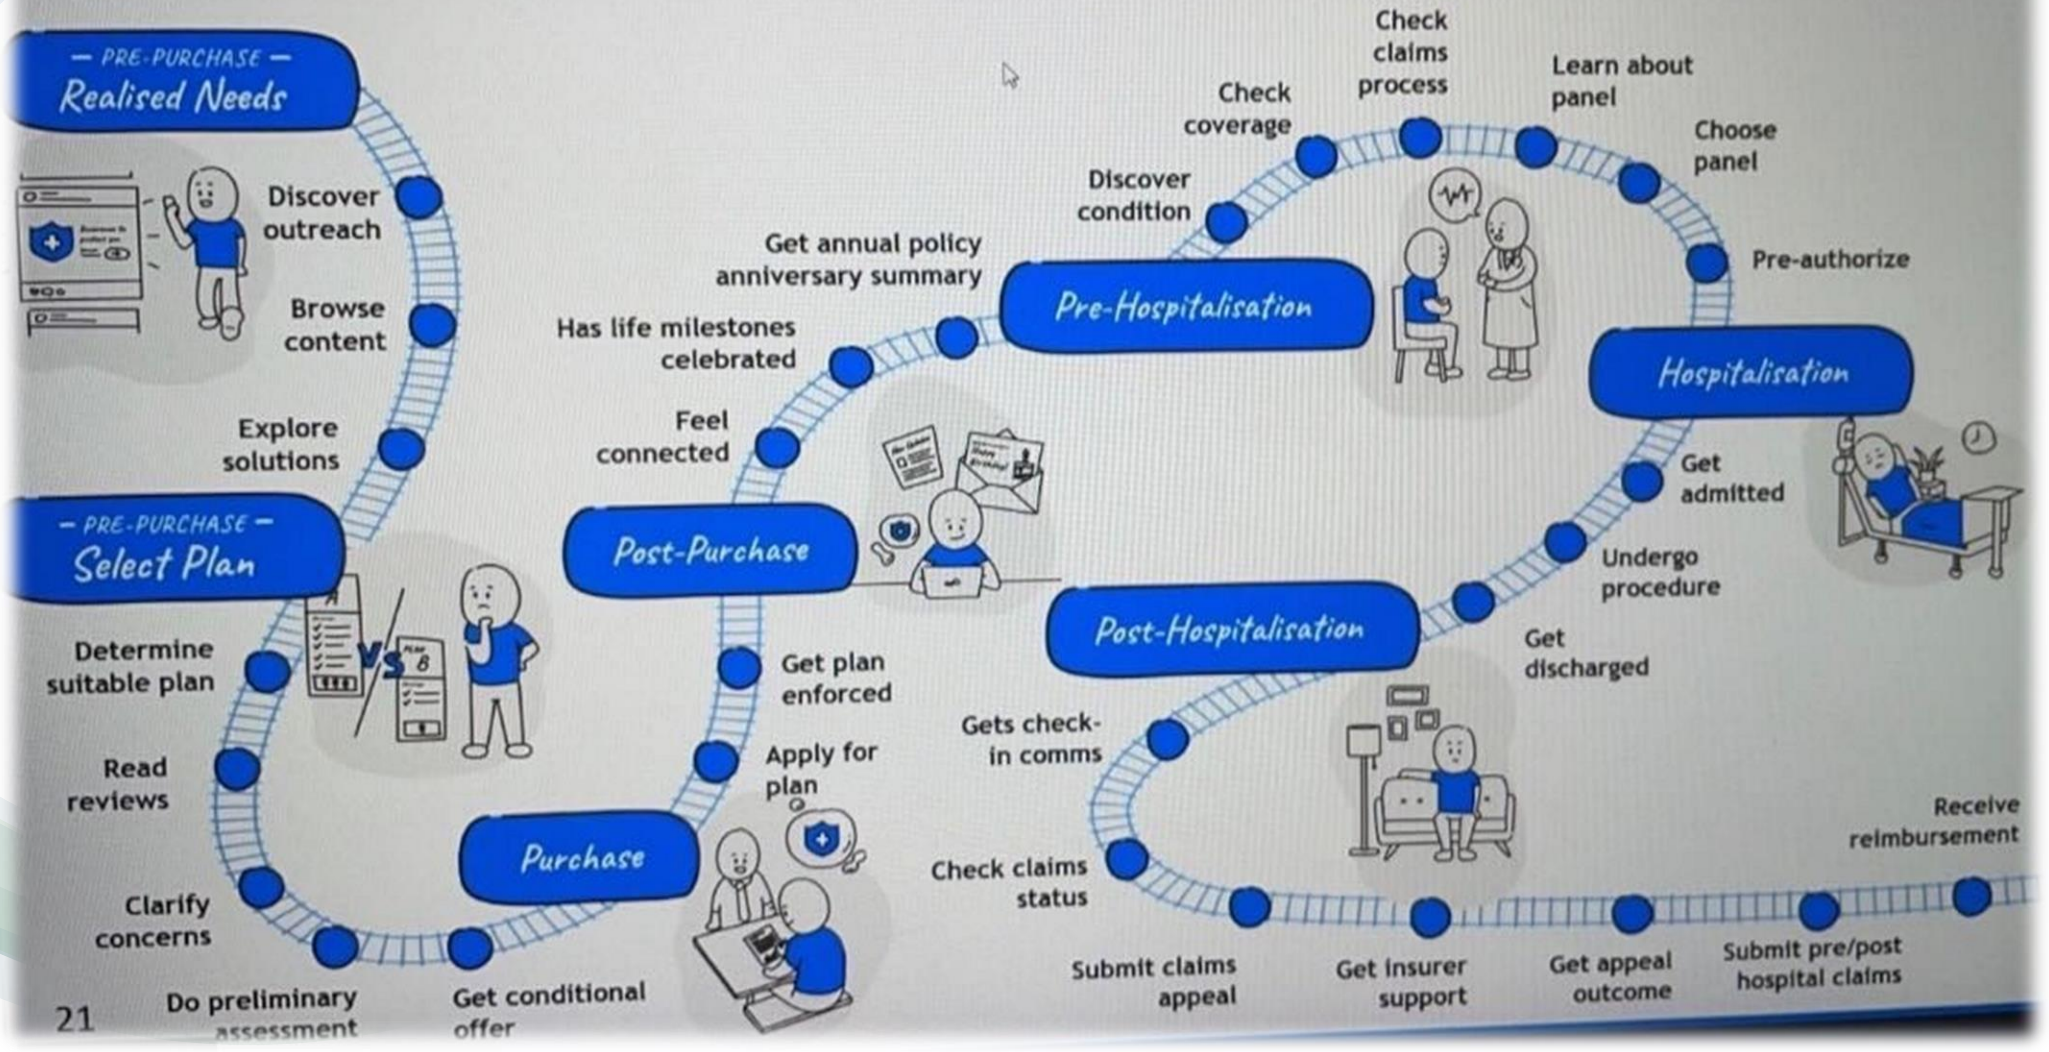 — PRE-PURCHASE —
Realised Needs
Discover
outreach
Browse
content
Explore
solutions
— PRE-PURCHASE —
Select Plan
A
VS
PLAN
B
Determine
suitable plan
Read
reviews
Clarify
concerns
Do preliminary
assessment
Get conditional
offer
Purchase
Apply for
plan
Get plan
enforced
Post-Purchase
Feel
connected
Has life milestones
celebrated
Get annual policy
anniversary summary
Pre-Hospitalisation
Discover
condition
Check
coverage
Check
claims
process
Learn about
panel
Choose
panel
Pre-authorize
Hospitalisation
Get
admitted
Undergo
procedure
Get
discharged
Post-Hospitalisation
Gets check-
in comms
Check claims
status
Submit claims
appeal
Get insurer
support
Get appeal
outcome
Submit pre/post
hospital claims
Receive
reimbursement
21